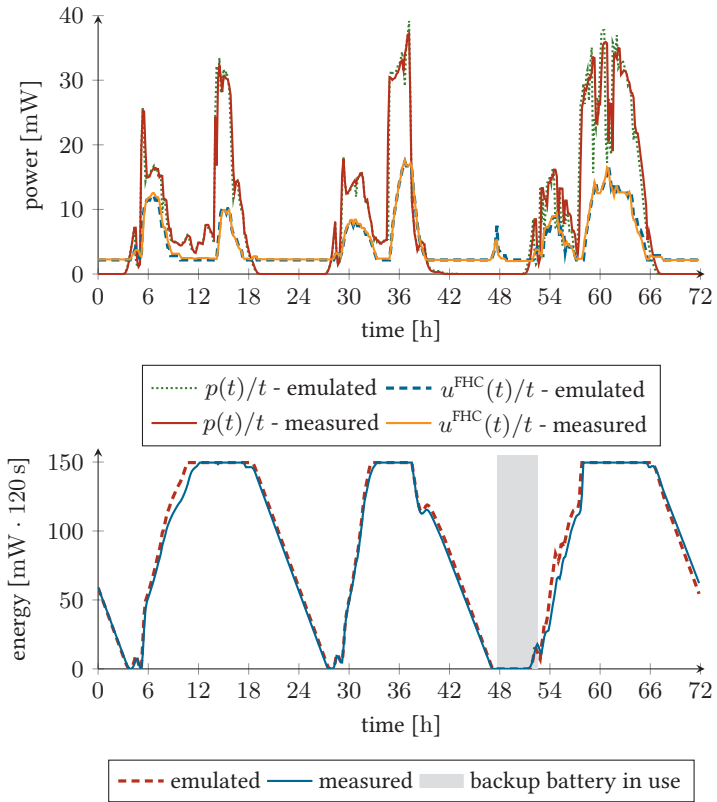 40
30
20
10
0
power [mW]
0 6 12 18 24 30 36 42 48 54 60 66 72
time [h]
p(t)/t - emulated u^FHC(t)/t - emulated
p(t)/t - measured u^FHC(t)/t - measured
150
100
50
0
energy [mW · 120 s]
0 6 12 18 24 30 36 42 48 54 60 66 72
time [h]
emulated measured backup battery in use